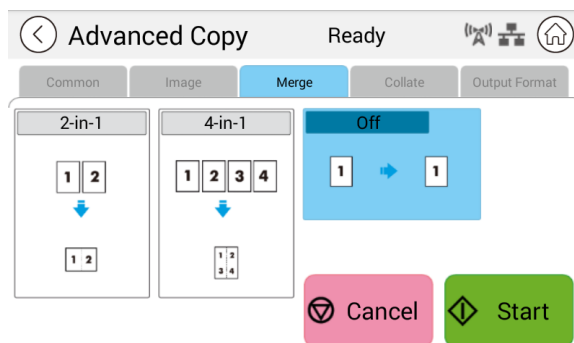 Advanced Copy Ready
Common Image Merge Collate Output Format
2-in-1 4-in-1 Off
1 2 1 2 3 4 1 1
1 2 1 2
3 4
Cancel Start